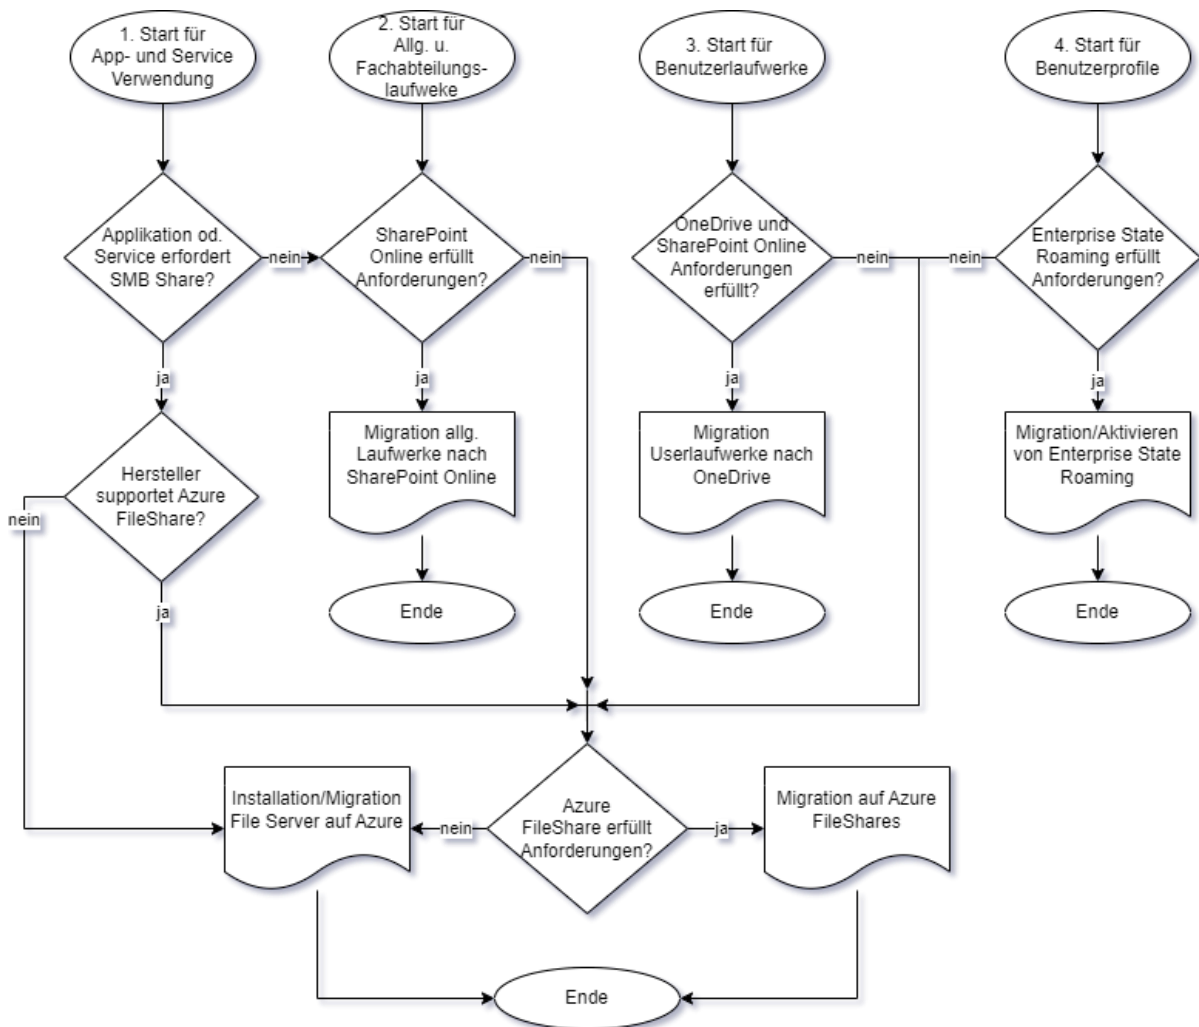 1. Start für
App- und Service
Verwendung
2. Start für
Allg. u.
Fachabteilungs-
laufweke
3. Start für
Benutzerlaufwerke
4. Start für
Benutzerprofile
Applikation od.
Service erfordert
SMB Share?
nein
SharePoint
Online erfüllt
Anforderungen?
nein
OneDrive und
SharePoint Online
Anforderungen
erfüllt?
nein
nein
Enterprise State
Roaming erfüllt
Anforderungen?
ja
ja
ja
ja
Hersteller
supportet Azure
FileShare?
nein
Migration allg.
Laufwerke nach
SharePoint Online
Migration
Userlaufwerke nach
OneDrive
Migration/Aktivieren
von Enterprise State
Roaming
ja
Ende
Ende
Ende
Installation/Migration
File Server auf Azure
nein
Azure
FileShare erfüllt
Anforderungen?
ja
Migration auf Azure
FileShares
Ende